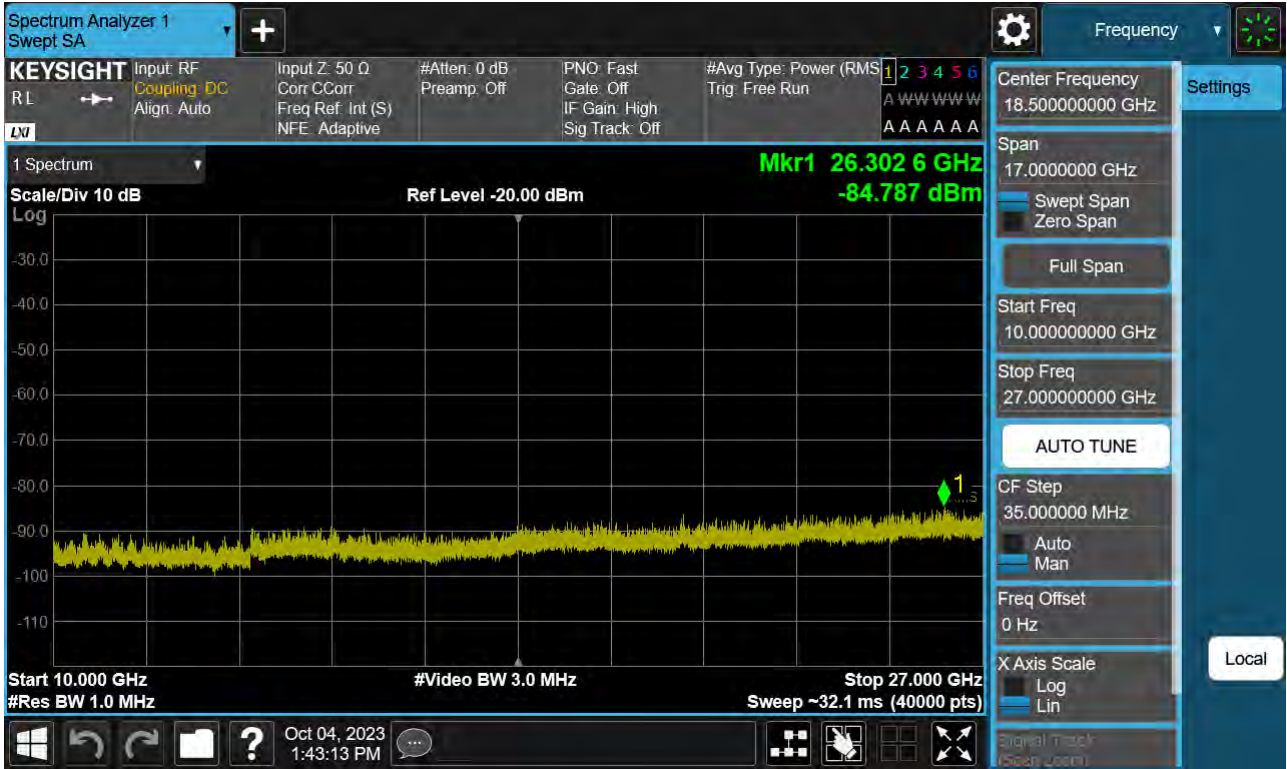 Spectrum Analyzer 1
Swept SA
+
Frequency
KEYSIGHT
R L
LXI
Input: RF
Coupling: DC
Align: Auto
Input Z: 50 Ω
Corr CCorr
Freq Ref: Int (S)
NFE: Adaptive
#Atten: 0 dB
Preamp: Off
PNO: Fast
Gate: Off
IF Gain: High
Sig Track: Off
#Avg Type: Power (RMS
Trig: Free Run
1 2 3 4 5 6
A W W W W W
A A A A A A
1 Spectrum
Scale/Div 10 dB
Log
Ref Level -20.00 dBm
Mkr1 26.302 6 GHz
-84.787 dBm
-30.0
-40.0
-50.0
-60.0
-70.0
-80.0
-90.0
-100
-110
1
Start 10.000 GHz
#Res BW 1.0 MHz
#Video BW 3.0 MHz
Stop 27.000 GHz
Sweep ~32.1 ms (40000 pts)
Center Frequency
18.500000000 GHz
Span
17.0000000 GHz
Swept Span
Zero Span
Full Span
Start Freq
10.000000000 GHz
Stop Freq
27.000000000 GHz
AUTO TUNE
CF Step
35.000000 MHz
Auto
Man
Freq Offset
0 Hz
X Axis Scale
Log
Lin
Signal Track
(Span Zoom)
Settings
Local
?
Oct 04, 2023
1:43:13 PM